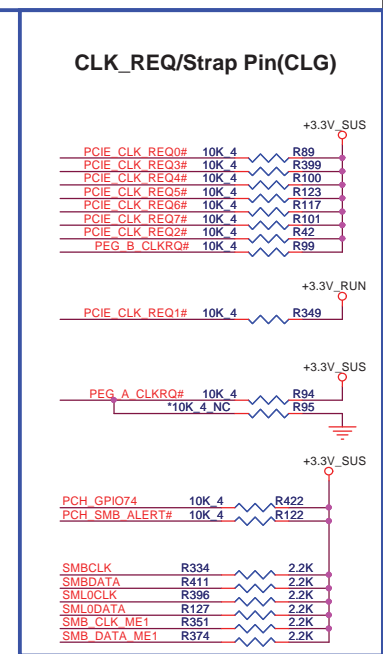 CLK_REQ/Strap Pin(CLG)
+3.3V_SUS
PCIE_CLK_REQ0# 10K_4 R89
PCIE_CLK_REQ3# 10K_4 R399
PCIE_CLK_REQ4# 10K_4 R100
PCIE_CLK_REQ5# 10K_4 R123
PCIE_CLK_REQ6# 10K_4 R117
PCIE_CLK_REQ7# 10K_4 R101
PCIE_CLK_REQ2# 10K_4 R42
PEG_B_CLKRQ# 10K_4 R99
+3.3V_RUN
PCIE_CLK_REQ1# 10K_4 R349
+3.3V_SUS
PEG_A_CLKRQ# 10K_4 R94
*10K_4_NC R95
+3.3V_SUS
PCH_GPIO74 10K_4 R422
PCH_SMB_ALERT# 10K_4 R122
SMBCLK R334 2.2K
SMBDATA R411 2.2K
SML0CLK R396 2.2K
SML0DATA R127 2.2K
SMB_CLK_ME1 R351 2.2K
SMB_DATA_ME1 R374 2.2K